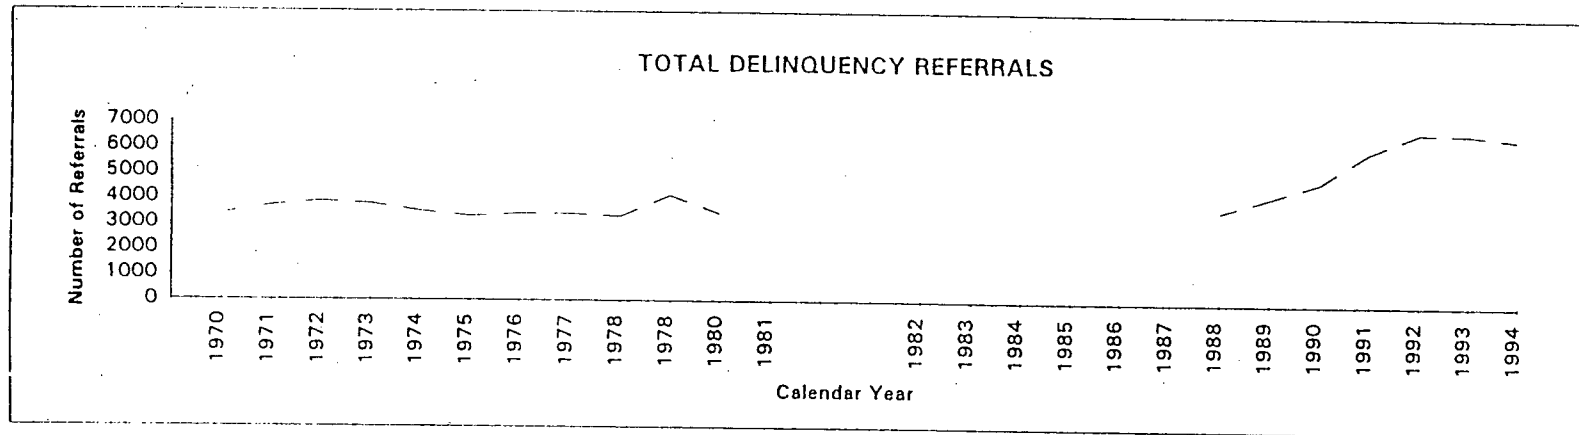 TOTAL DELINQUENCY REFERRALS
Number of Referrals
7000
6000
5000
4000
3000
2000
1000
0
1970 1971 1972 1973 1974 1975 1976 1977 1978 1978 1980 1981 1982 1983 1984 1985 1986 1987 1988 1989 1990 1991 1992 1993 1994
Calendar Year